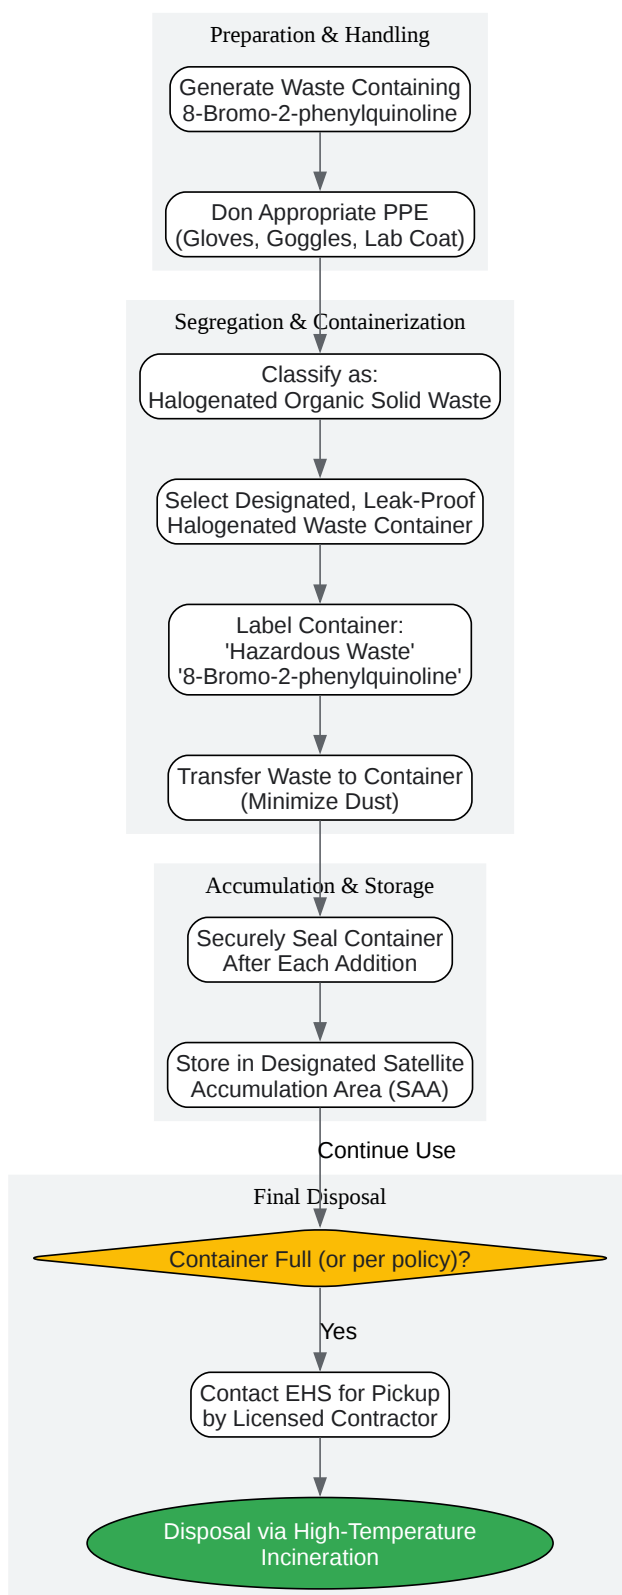 Preparation & Handling
Generate Waste Containing
8-Bromo-2-phenylquinoline
Don Appropriate PPE
(Gloves, Goggles, Lab Coat)
Segregation & Containerization
Classify as:
Halogenated Organic Solid Waste
Select Designated, Leak-Proof
Halogenated Waste Container
Label Container:
'Hazardous Waste'
'8-Bromo-2-phenylquinoline'
Transfer Waste to Container
(Minimize Dust)
Accumulation & Storage
Securely Seal Container
After Each Addition
Store in Designated Satellite
Accumulation Area (SAA)
Continue Use
Final Disposal
Container Full (or per policy)?
Yes
Contact EHS for Pickup
by Licensed Contractor
Disposal via High-Temperature
Incineration